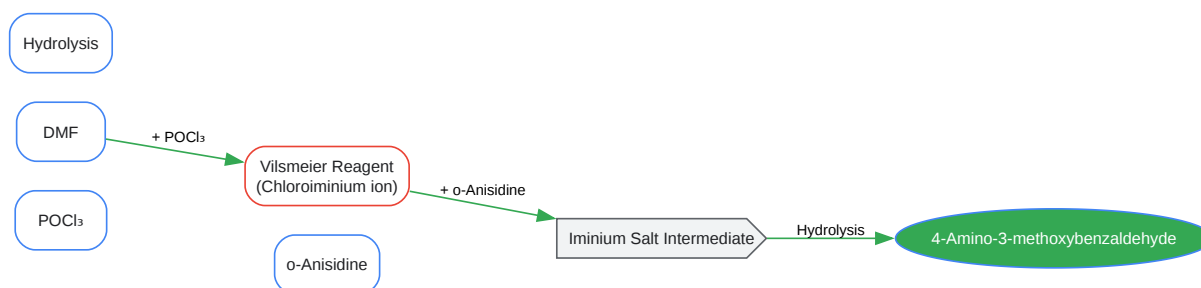 Hydrolysis
DMF
+ POCl₃
Vilsmeier Reagent
(Chloroiminium ion)
POCl₃
+ o-Anisidine
o-Anisidine
Iminium Salt Intermediate
Hydrolysis
4-Amino-3-methoxybenzaldehyde